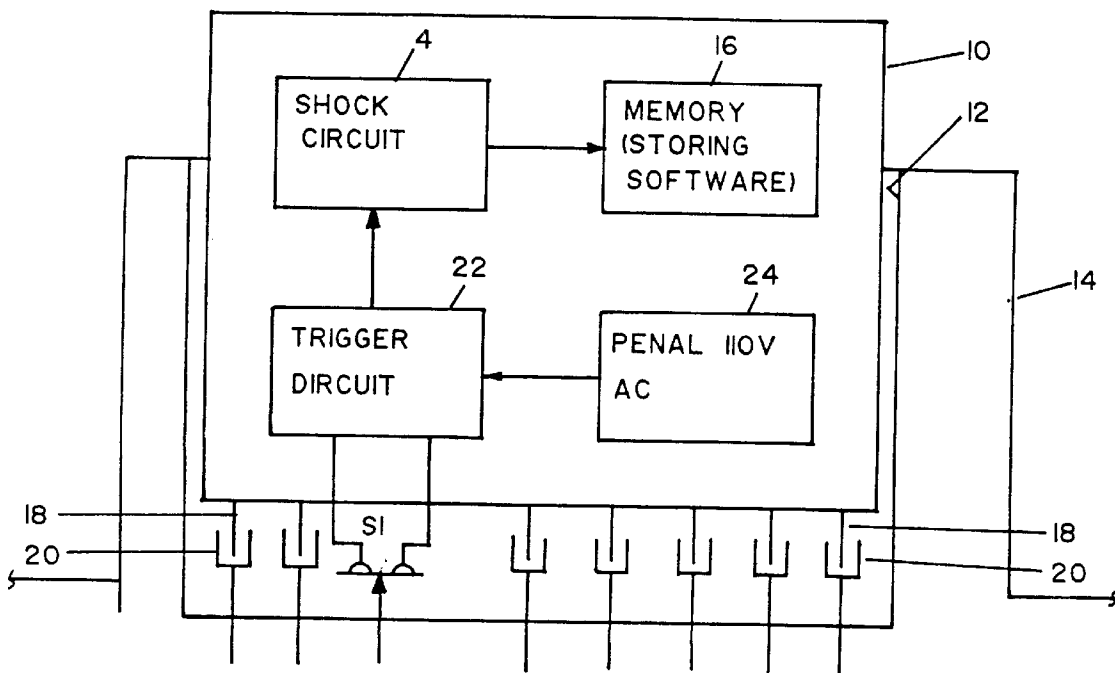 4
16
10
SHOCK
CIRCUIT
MEMORY
(STORING
SOFTWARE)
12
22
24
14
TRIGGER
DIRCUIT
PENAL 110V
AC
18
S1
18
20
20